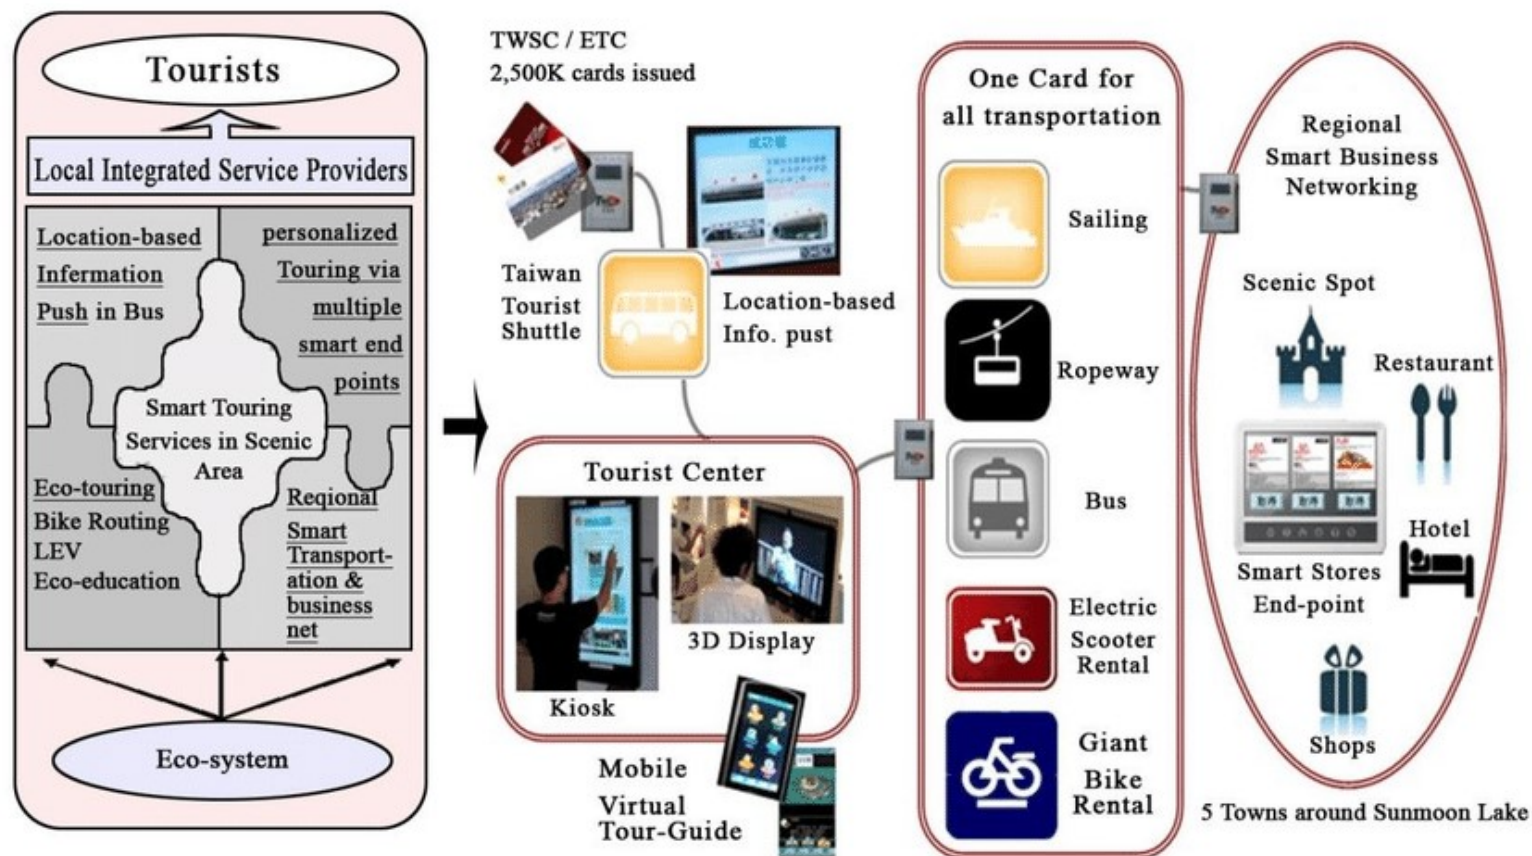 Tourists
Local Integrated Service Providers
Location-based
Infermation
Push in Bus
personalized
Touring via
multiple
smart end
points
Smart Touring
Services in Scenic
Area
Eco-touring
Bike Routing
LEV
Eco-education
Reqional
Smart
Transport-
ation &
business
net
Eco-system
TWSC / ETC
2,500K cards issued
成功號
Taiwan
Tourist
Shuttle
Location-based
Info. pust
Tourist Center
Kiosk
3D Display
Mobile
Virtual
Tour-Guide
One Card for
all transportation
Sailing
Ropeway
Bus
Electric
Scooter
Rental
Giant
Bike
Rental
Regional
Smart Business
Networking
Scenic Spot
Restaurant
Hotel
Smart Stores
End-point
Shops
5 Towns around Sunmoon Lake